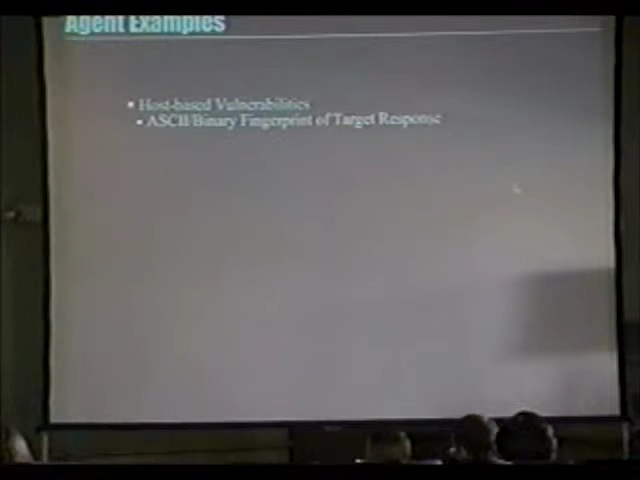 Agent Examples
▪ Host-based Vulnerabilities
▪ ASCII/Binary Fingerprint of Target Response